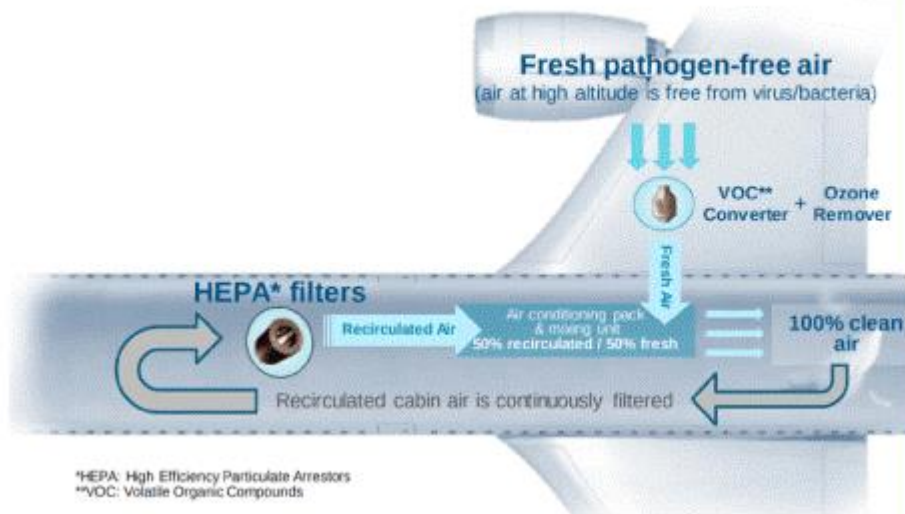 Fresh pathogen-free air
(air at high altitude is free from virus/bacteria)
VOC** + Ozone
Converter Remover
Fresh Air
HEPA* filters
Recirculated Air
Air conditioning pack
& mixing unit
50% recirculated / 50% fresh
100% clean
air
Recirculated cabin air is continuously filtered
*HEPA: High Efficiency Particulate Arrestors
**VOC: Volatile Organic Compounds